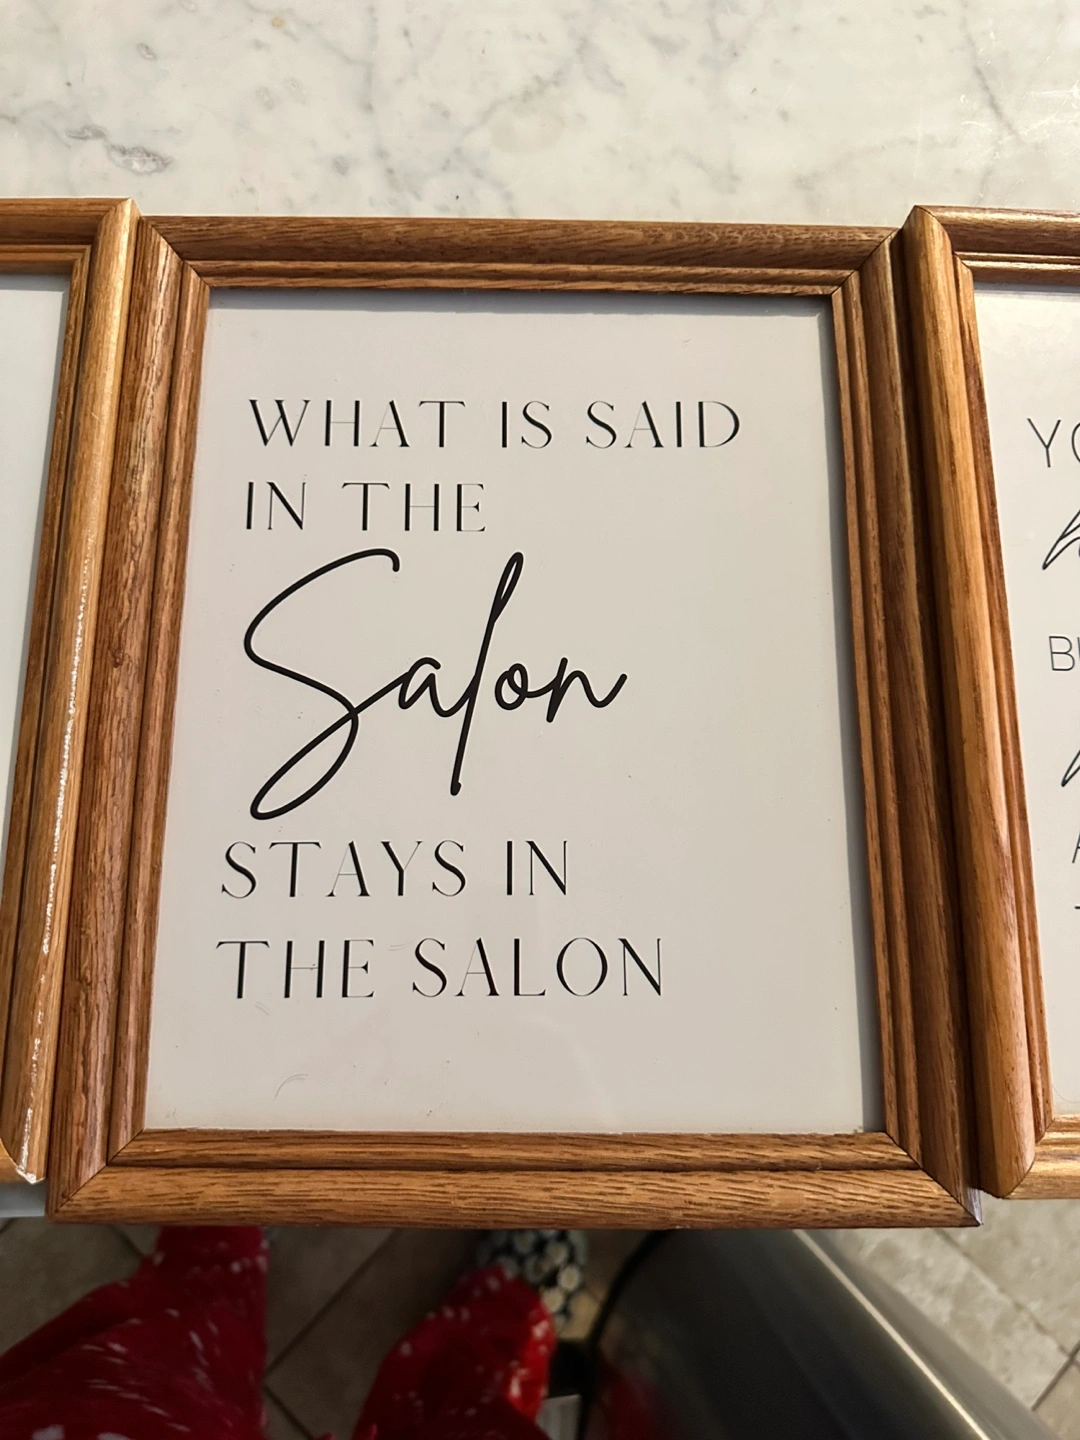 WHAT IS SAID
IN THE
Salon
STAYS IN
THE SALON